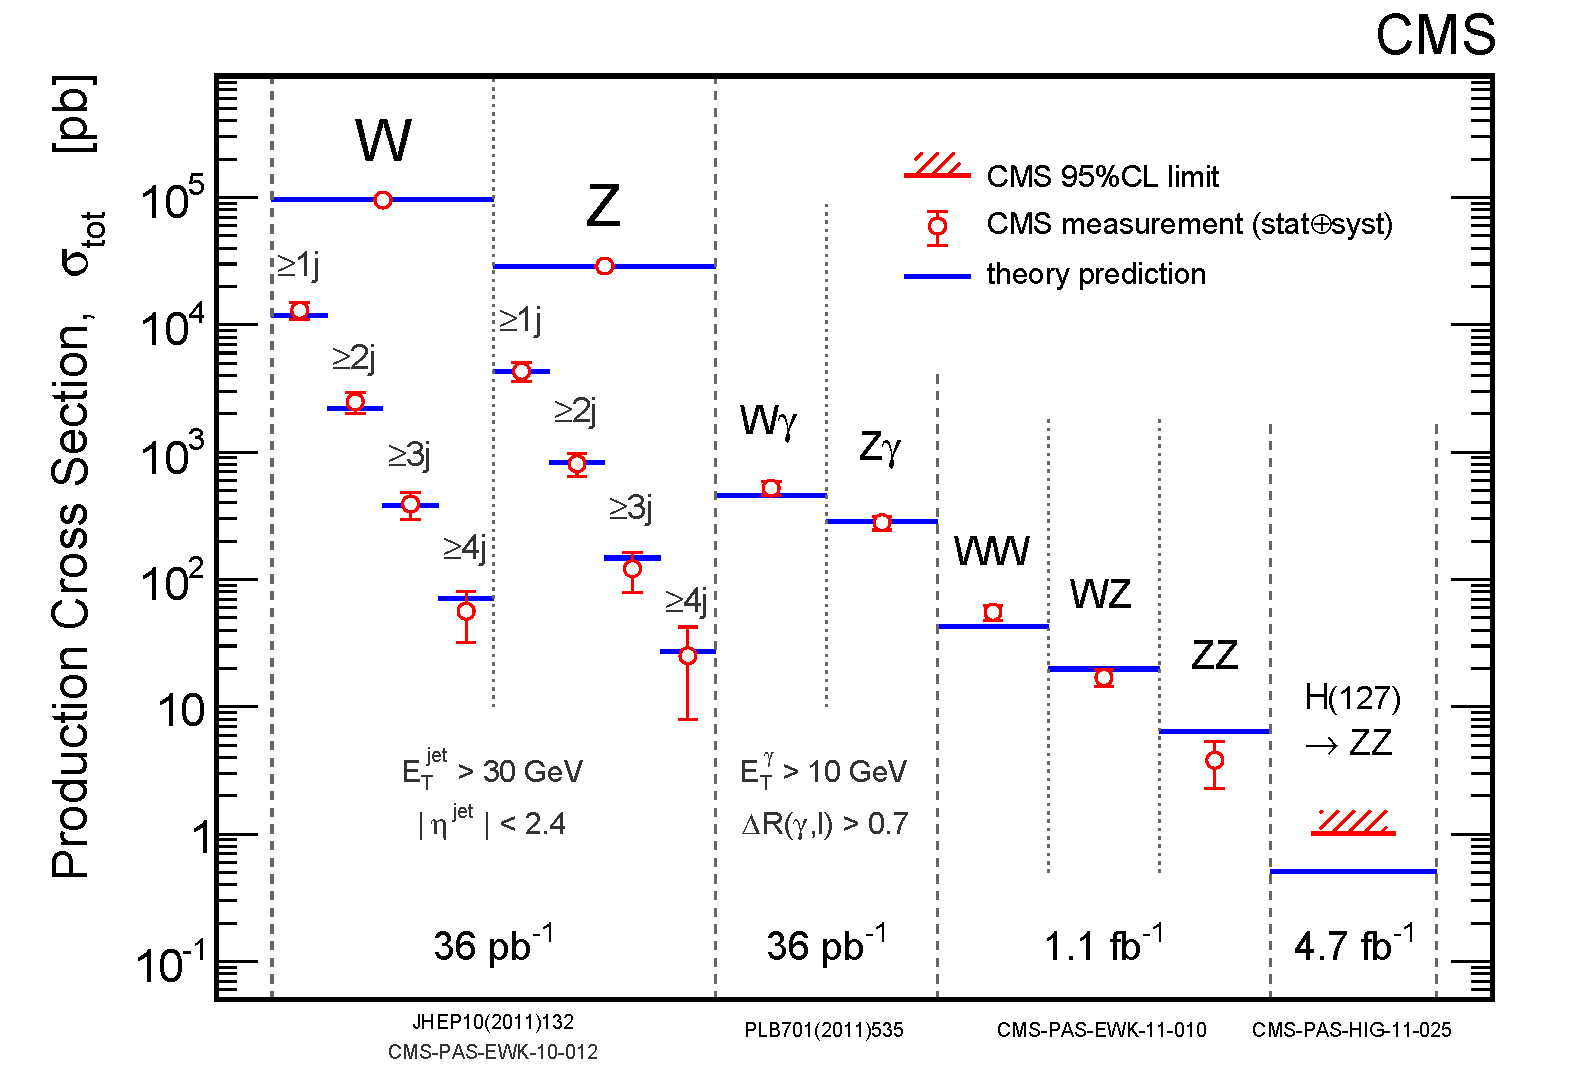 CMS
Production Cross Section, σtot [pb]
10^5
10^4
10^3
10^2
10
1
10^-1
W
≥1j
≥2j
≥3j
≥4j
Z
≥1j
≥2j
≥3j
≥4j
E_T^jet > 30 GeV
| η^jet | < 2.4
36 pb^-1
Wγ
Zγ
E_T^γ > 10 GeV
ΔR(γ,l) > 0.7
36 pb^-1
CMS 95%CL limit
CMS measurement (stat⊕syst)
theory prediction
WW
WZ
ZZ
1.1 fb^-1
H(127)
→ ZZ
4.7 fb^-1
JHEP10(2011)132
CMS-PAS-EWK-10-012
PLB701(2011)535
CMS-PAS-EWK-11-010
CMS-PAS-HIG-11-025